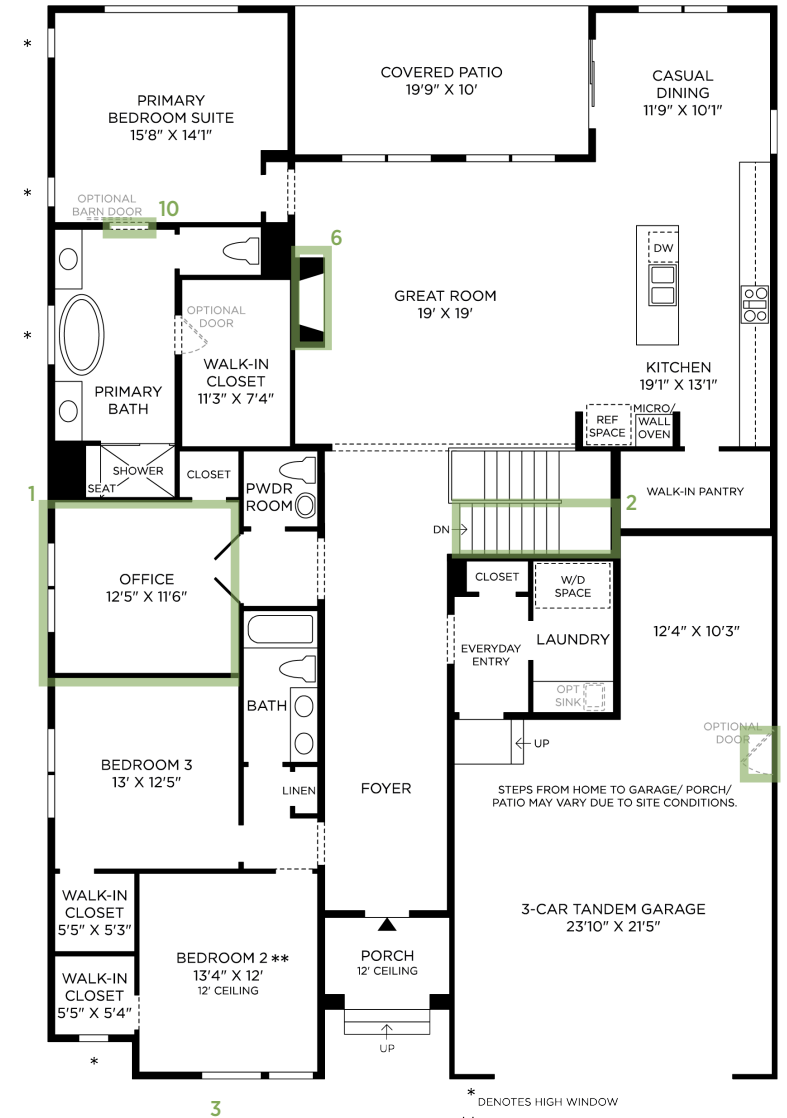 *
PRIMARY
BEDROOM SUITE
15'8" X 14'1"
COVERED PATIO
19'9" X 10'
CASUAL
DINING
11'9" X 10'1"
*
OPTIONAL
BARN DOOR
10
6
DW
GREAT ROOM
19' X 19'
OPTIONAL
DOOR
*
WALK-IN
CLOSET
11'3" X 7'4"
PRIMARY
BATH
KITCHEN
19'1" X 13'1"
REF
SPACE
MICRO/
WALL
OVEN
SHOWER
SEAT
CLOSET
PWDR
ROOM
WALK-IN PANTRY
1
2
DN
OFFICE
12'5" X 11'6"
CLOSET
W/D
SPACE
LAUNDRY
EVERYDAY
ENTRY
OPT
SINK
12'4" X 10'3"
BATH
OPTIONAL
DOOR
UP
BEDROOM 3
13' X 12'5"
LINEN
FOYER
STEPS FROM HOME TO GARAGE/ PORCH/
PATIO MAY VARY DUE TO SITE CONDITIONS.
WALK-IN
CLOSET
5'5" X 5'3"
3-CAR TANDEM GARAGE
23'10" X 21'5"
BEDROOM 2 **
13'4" X 12'
12' CEILING
PORCH
12' CEILING
WALK-IN
CLOSET
5'5" X 5'4"
*
UP
3
* DENOTES HIGH WINDOW